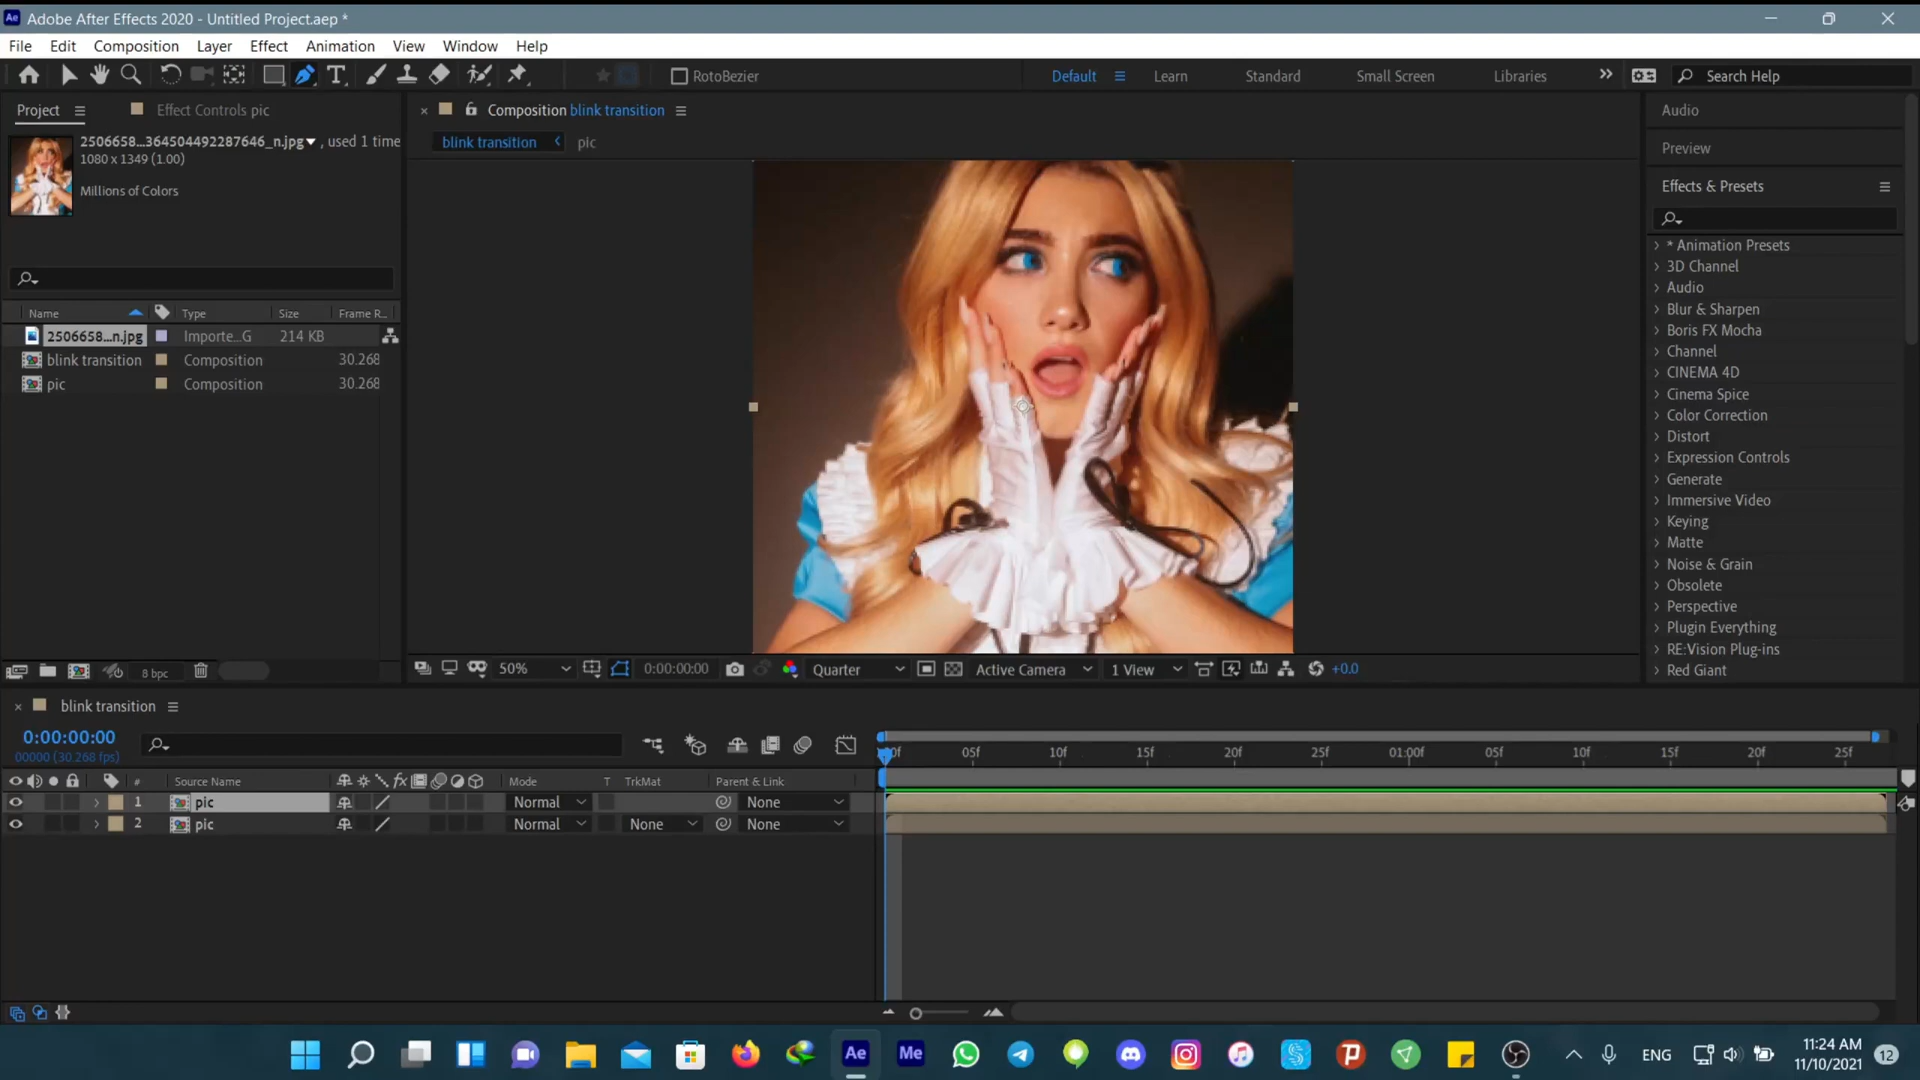 Ae Adobe After Effects 2020 - Untitled Project.aep *
File Edit Composition Layer Effect Animation View Window Help
RotoBezier Default Learn Standard Small Screen Libraries Search Help
Project Effect Controls pic
2506658...364504492287646_n.jpg, used 1 time
1080 x 1349 (1.00)
Millions of Colors
Name Type Size Frame R...
2506658...n.jpg Importe...G 214 KB
blink transition Composition 30.268
pic Composition 30.268
8 bpc
Composition blink transition
blink transition pic
50% 0:00:00:00 Quarter Active Camera 1 View +0.0
Audio
Preview
Effects & Presets
* Animation Presets
3D Channel
Audio
Blur & Sharpen
Boris FX Mocha
Channel
CINEMA 4D
Cinema Spice
Color Correction
Distort
Expression Controls
Generate
Immersive Video
Keying
Matte
Noise & Grain
Obsolete
Perspective
Plugin Everything
RE:Vision Plug-ins
Red Giant
blink transition
0:00:00:00
00000 (30.268 fps)
05f 10f 15f 20f 25f 01:00f 05f 10f 15f 20f 25f
# Source Name fx Mode T TrkMat Parent & Link
1 pic Normal None
2 pic Normal None None
Ae Me ENG 11:24 AM
11/10/2021 12